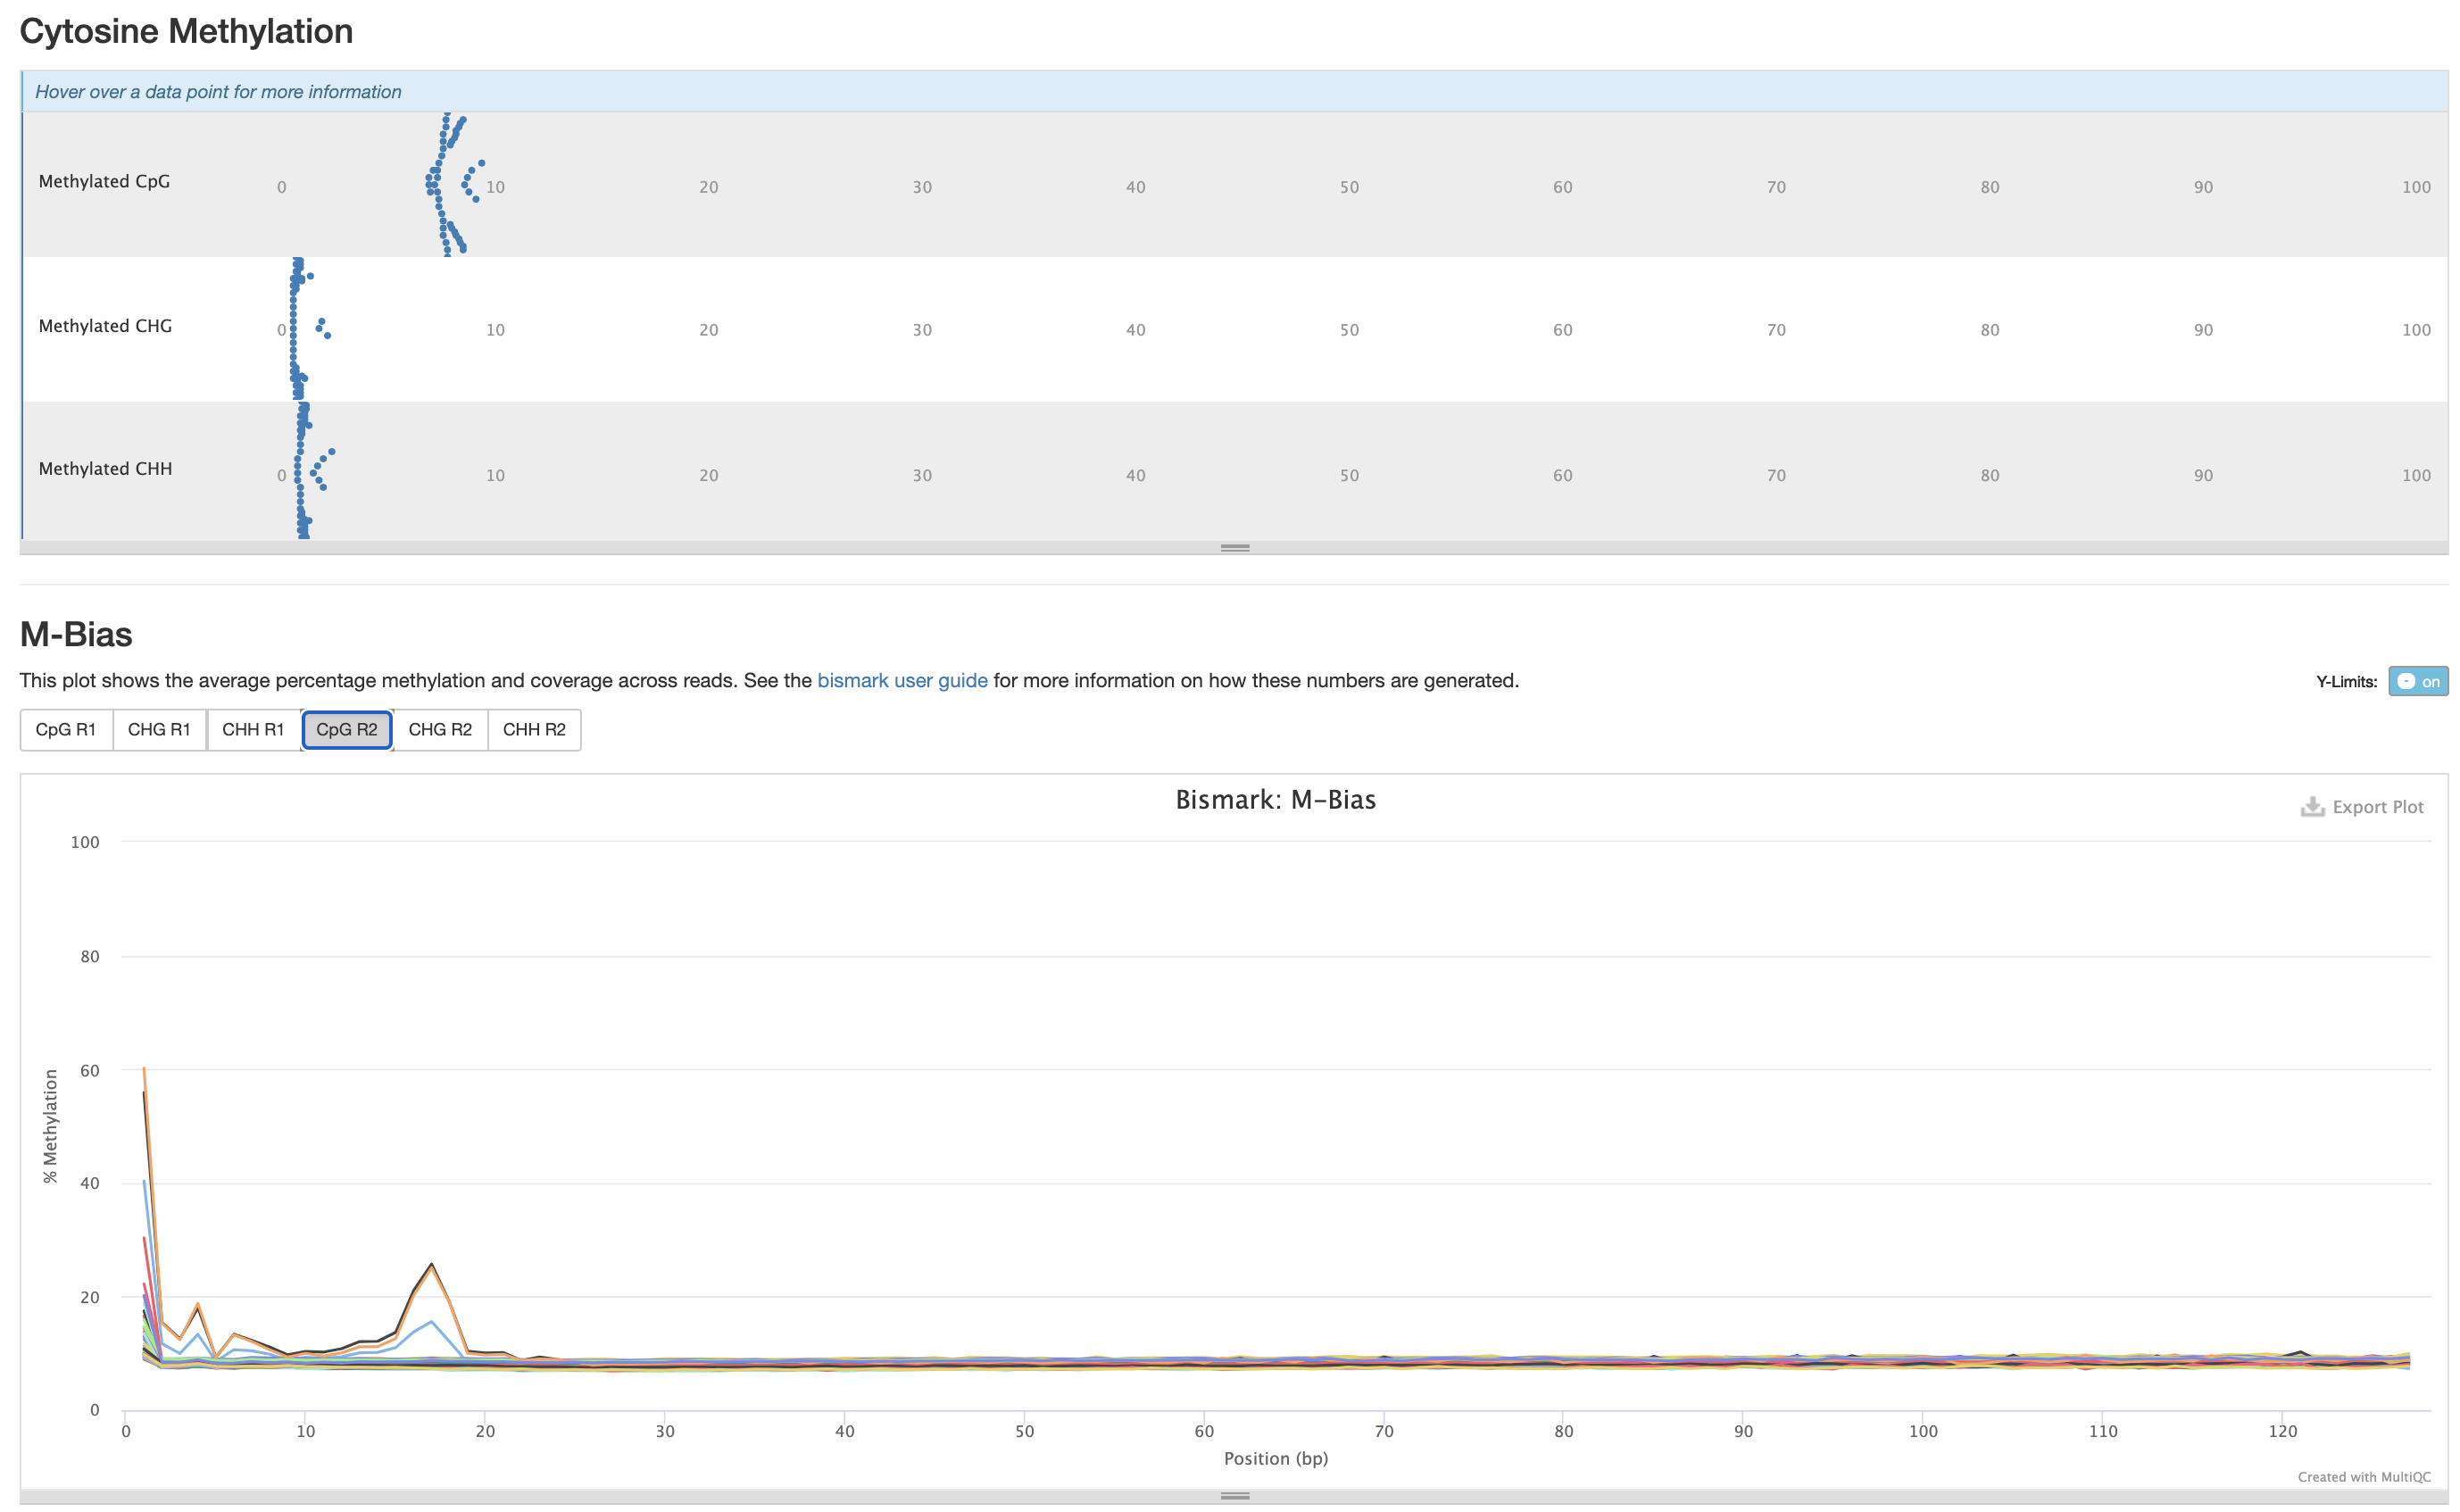 Cytosine Methylation
Hover over a data point for more information
Methylated CpG
0 10 20 30 40 50 60 70 80 90 100
Methylated CHG
0 10 20 30 40 50 60 70 80 90 100
Methylated CHH
0 10 20 30 40 50 60 70 80 90 100
M-Bias
This plot shows the average percentage methylation and coverage across reads. See the bismark user guide for more information on how these numbers are generated.
Y-Limits: on
CpG R1 CHG R1 CHH R1 CpG R2 CHG R2 CHH R2
Bismark: M-Bias
Export Plot
% Methylation
100
80
60
40
20
0
0 10 20 30 40 50 60 70 80 90 100 110 120
Position (bp)
Created with MultiQC